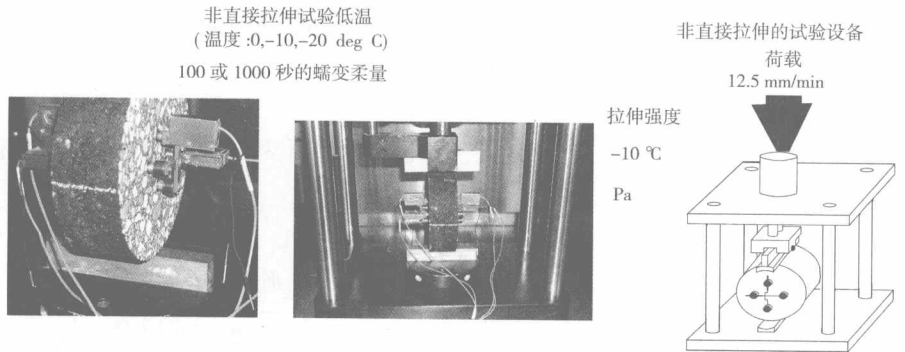 非直接拉伸试验低温
(温度:0,–10,–20 deg C)
100 或 1000 秒的蠕变柔量
非直接拉伸的试验设备
荷载
12.5 mm/min
拉伸强度
–10 ℃
Pa